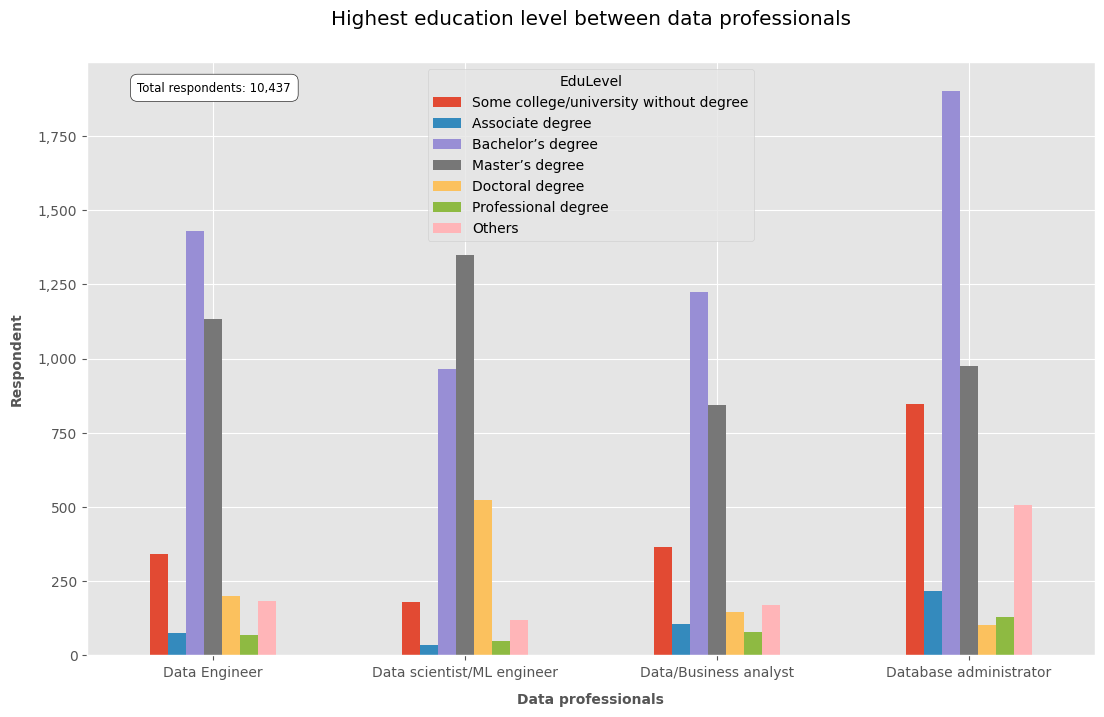 Highest education level between data professionals
Total respondents: 10,437
EduLevel
Some college/university without degree
Associate degree
Bachelor’s degree
Master’s degree
Doctoral degree
Professional degree
Others
1,750
1,500
1,250
1,000
750
500
250
0
Respondent
Data Engineer
Data scientist/ML engineer
Data/Business analyst
Database administrator
Data professionals